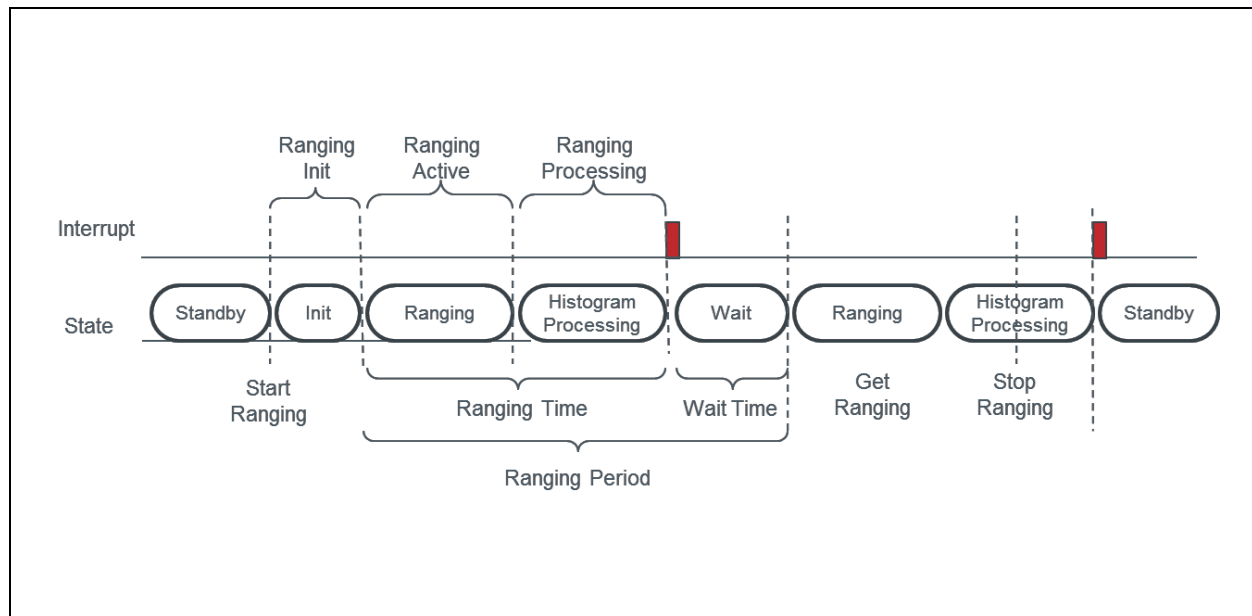 Ranging
Init
Ranging
Active
Ranging
Processing
Interrupt
State
Standby
Init
Ranging
Histogram
Processing
Wait
Ranging
Histogram
Processing
Standby
Start
Ranging
Ranging Time
Wait Time
Get
Ranging
Stop
Ranging
Ranging Period